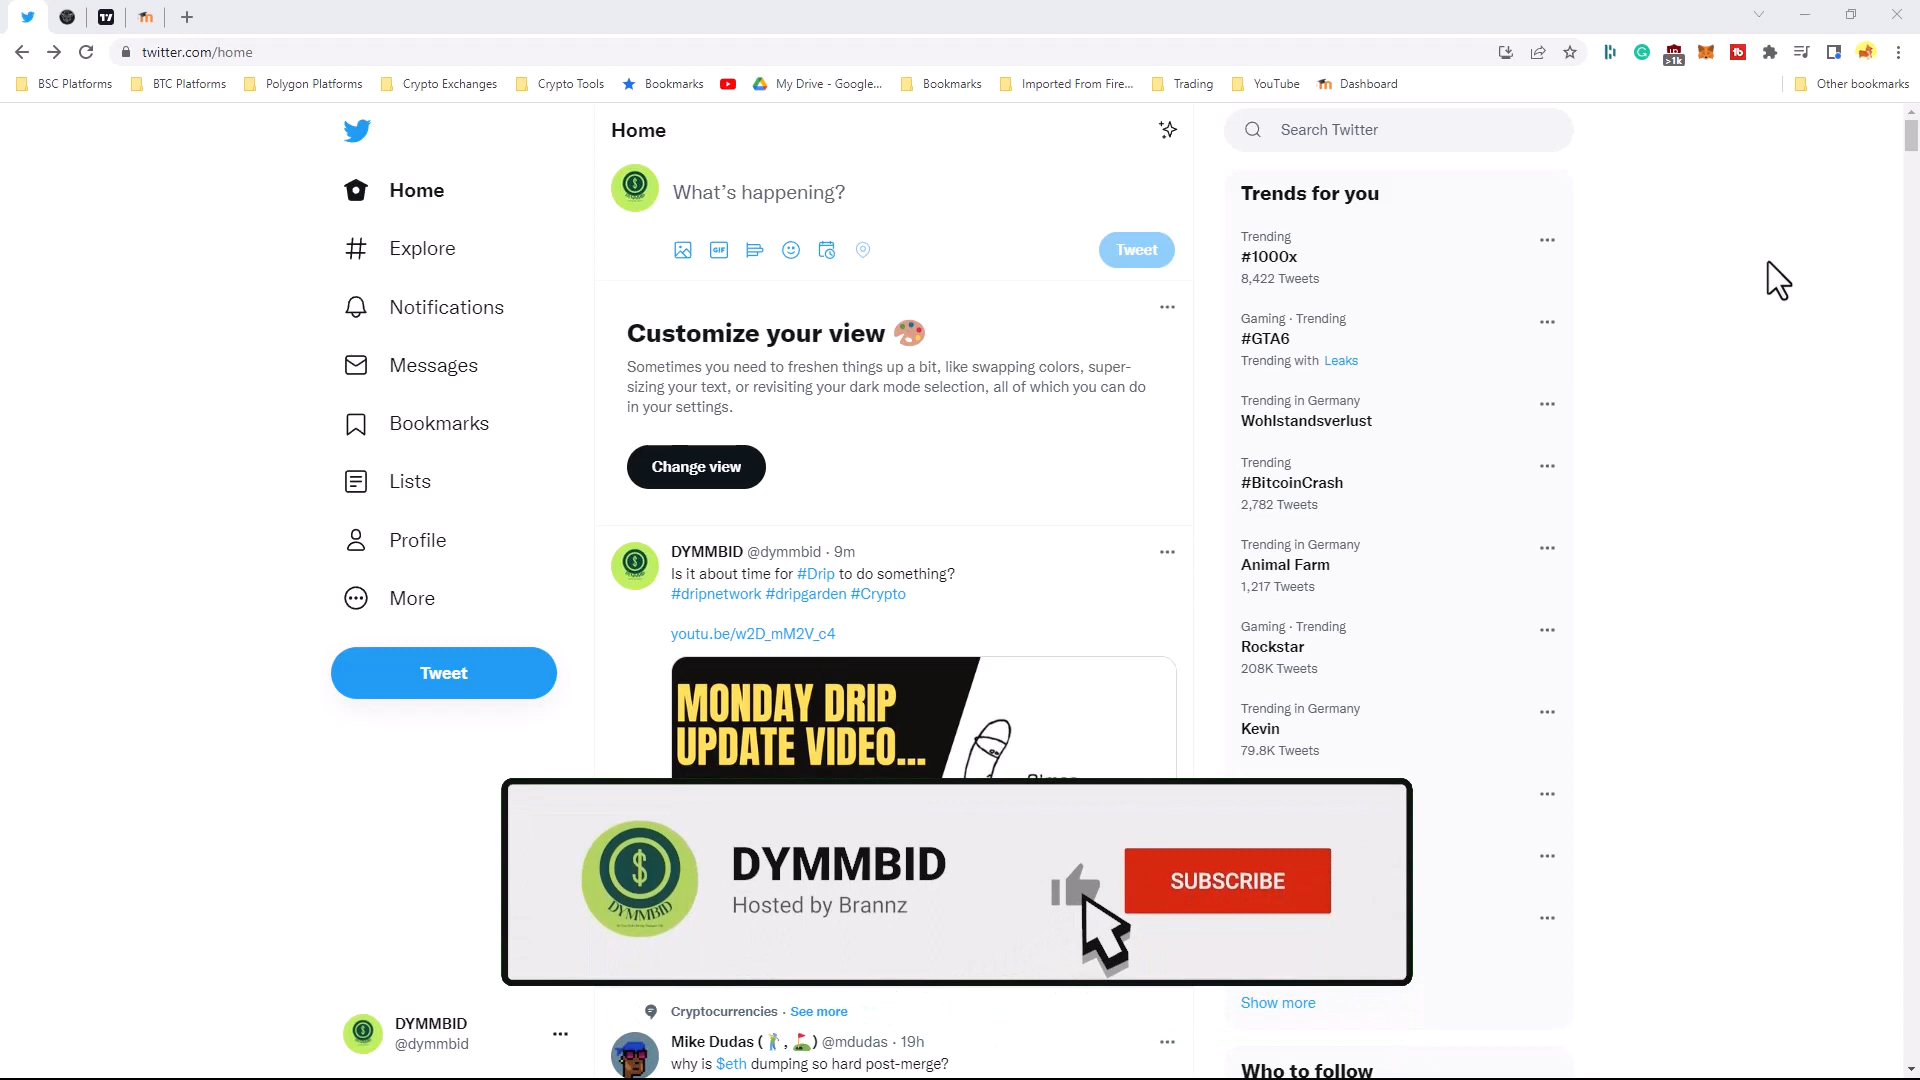 twitter.com/home
BSC Platforms
BTC Platforms
Polygon Platforms
Crypto Exchanges
Crypto Tools
Bookmarks
My Drive - Google...
Bookmarks
Imported From Fire...
Trading
YouTube
Dashboard
Other bookmarks
>1k
Home
Explore
Notifications
Messages
Bookmarks
Lists
Profile
More
Tweet
DYMMBID
@dymmbid
Home
What's happening?
GIF
Tweet
Customize your view
Sometimes you need to freshen things up a bit, like swapping colors, super-
sizing your text, or revisiting your dark mode selection, all of which you can do
in your settings.
Change view
DYMMBID @dymmbid · 9m
Is it about time for #Drip to do something?
#dripnetwork #dripgarden #Crypto
youtu.be/w2D_mM2V_c4
MONDAY DRIP
UPDATE VIDEO...
DYMMBID
DYMMBID
Hosted by Brannz
SUBSCRIBE
Cryptocurrencies · See more
Mike Dudas ( , ) @mdudas · 19h
why is $eth dumping so hard post-merge?
Search Twitter
Trends for you
Trending
#1000x
8,422 Tweets
Gaming · Trending
#GTA6
Trending with Leaks
Trending in Germany
Wohlstandsverlust
Trending
#BitcoinCrash
2,782 Tweets
Trending in Germany
Animal Farm
1,217 Tweets
Gaming · Trending
Rockstar
208K Tweets
Trending in Germany
Kevin
79.8K Tweets
Show more
Who to follow